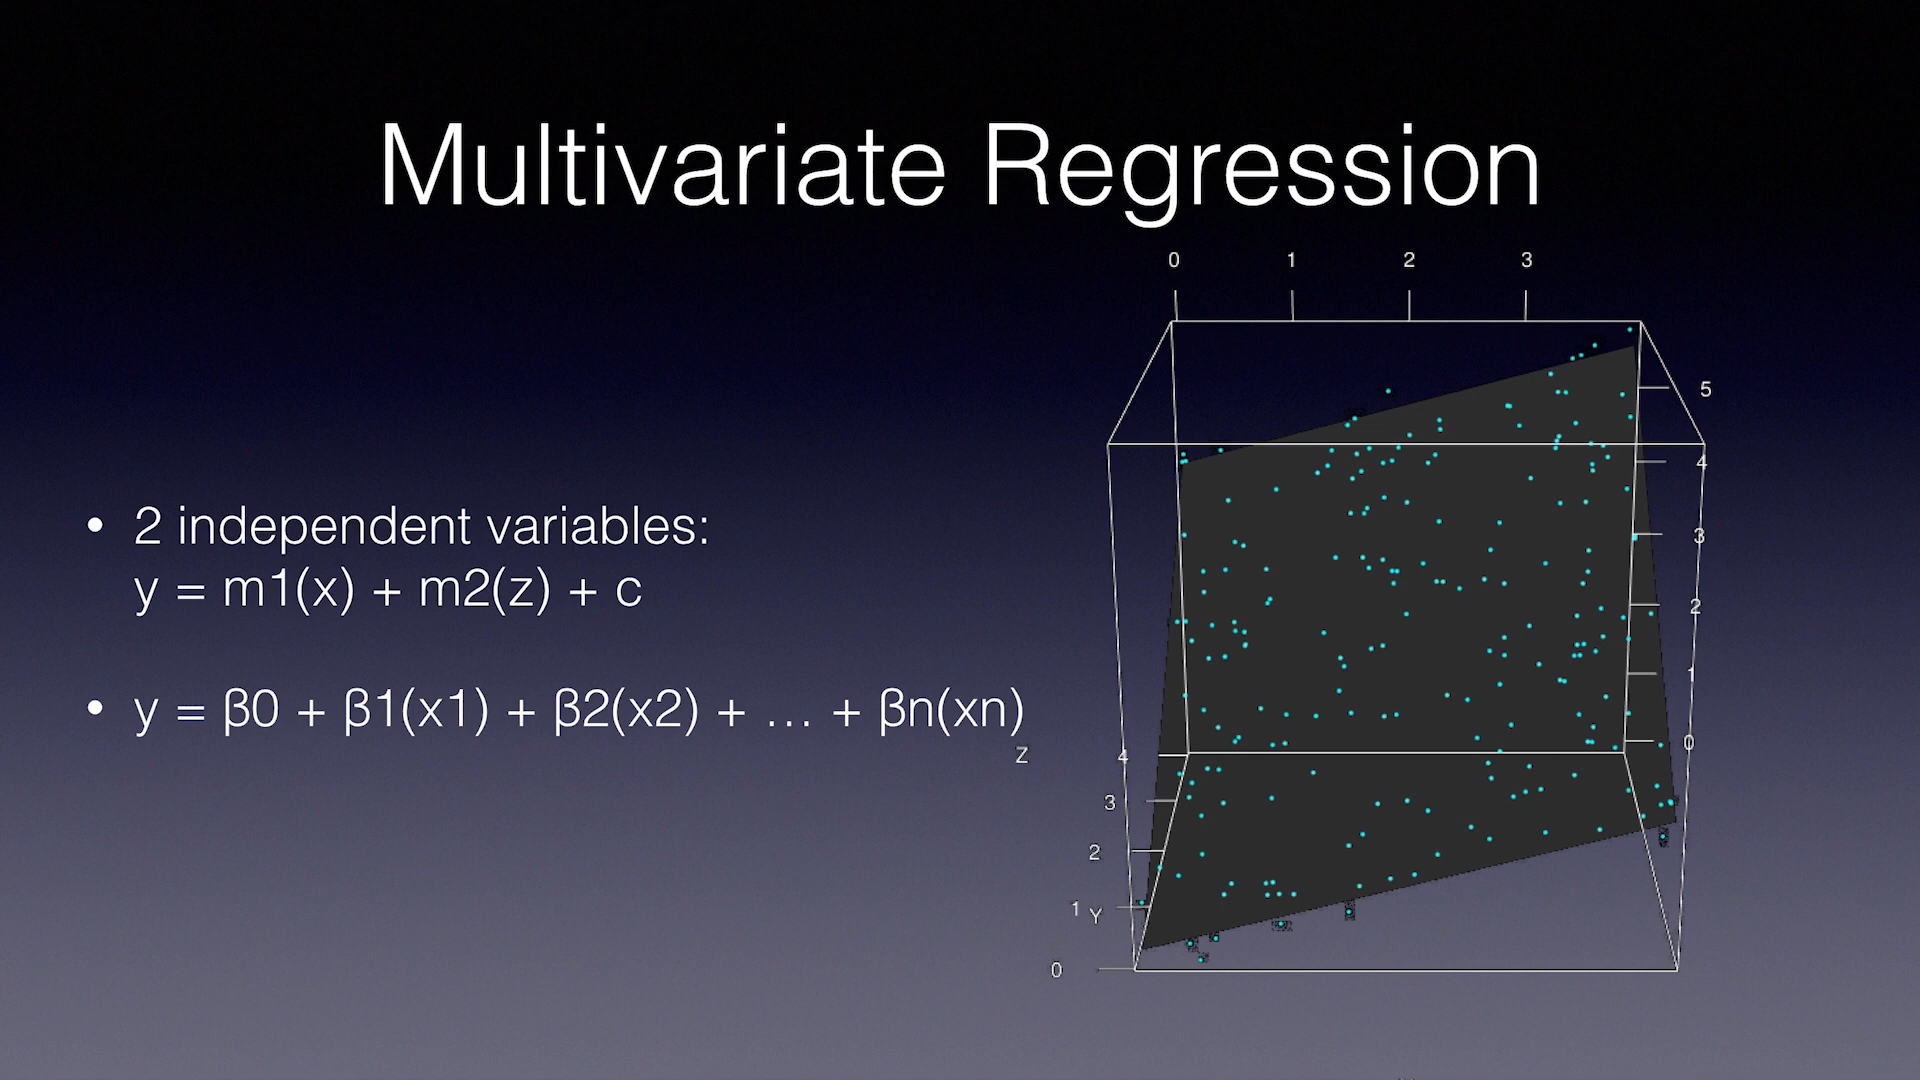 Multivariate Regression
0 1 2 3
• 2 independent variables:
y = m1(x) + m2(z) + c
• y = β0 + β1(x1) + β2(x2) + … + βn(xn)
5
4
3
2
1
0
Z
4
3
2
1 Y
0